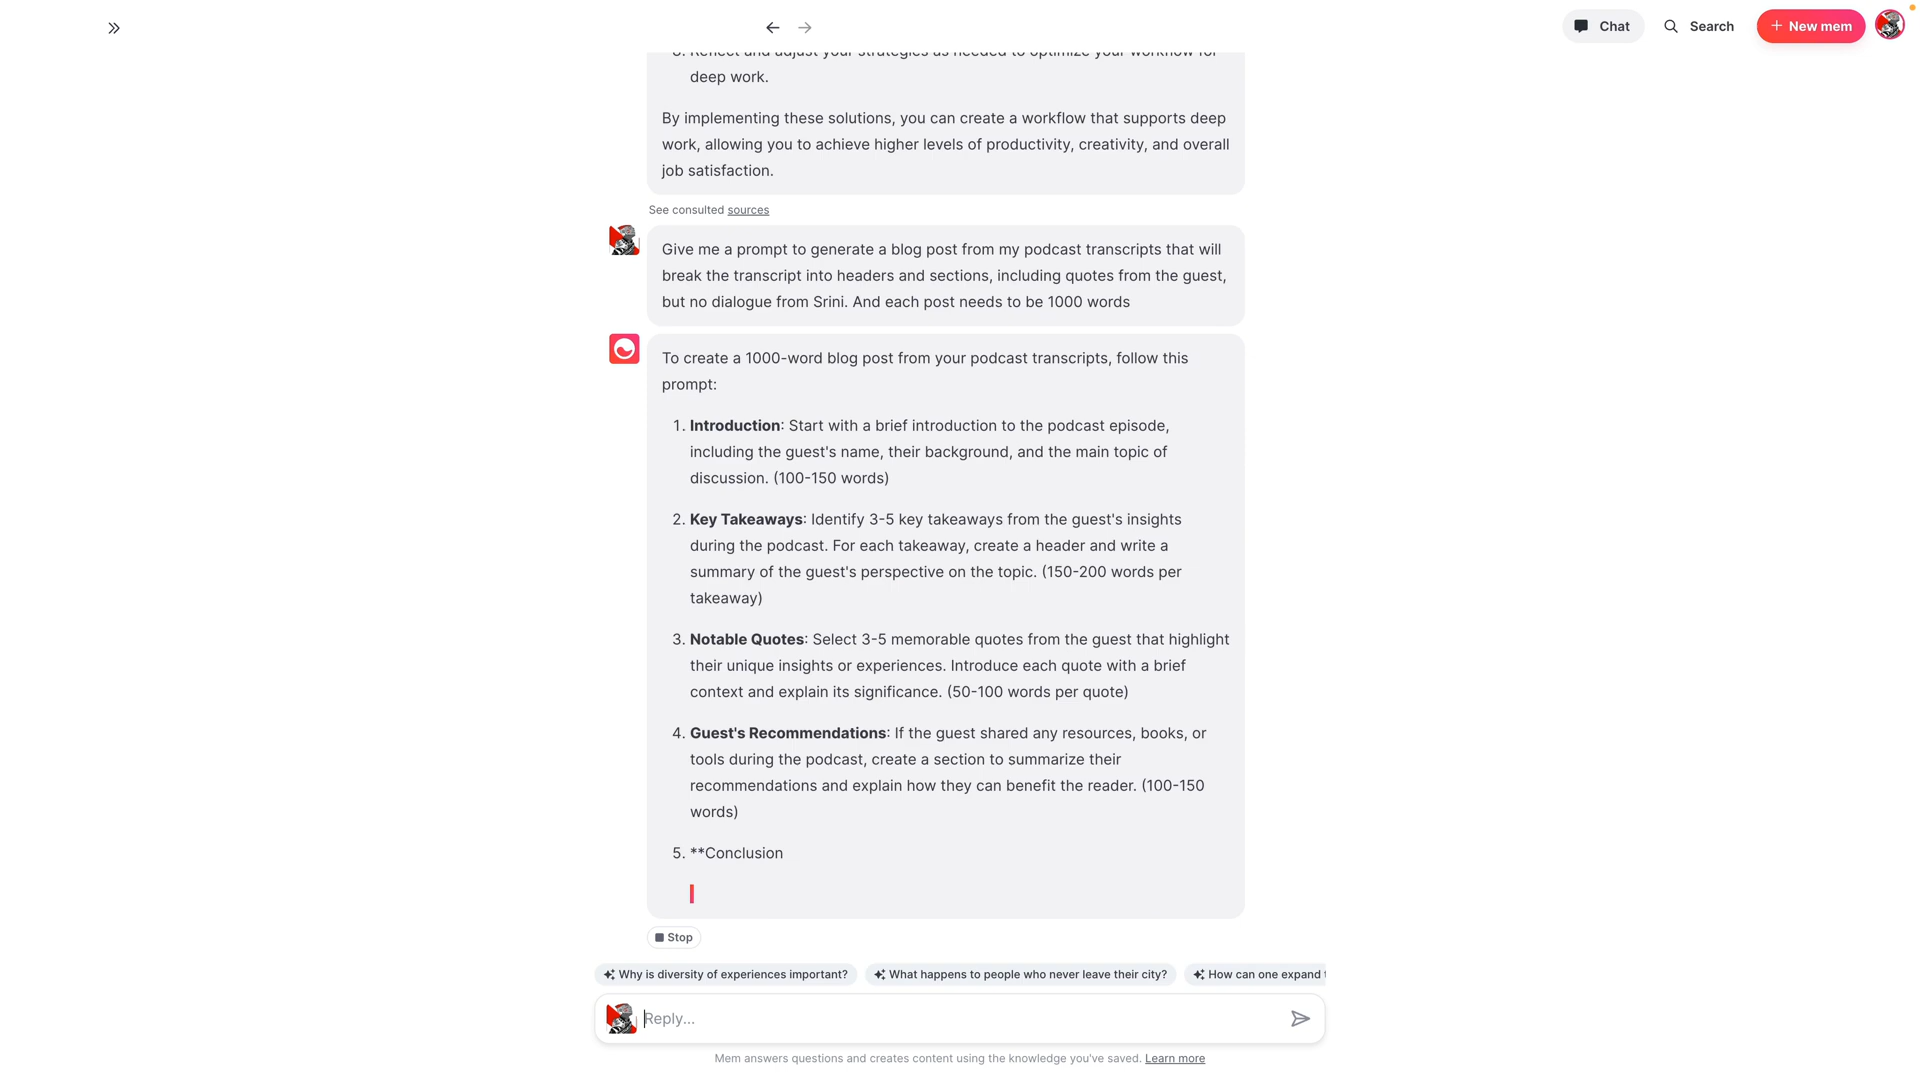 Chat
Search
New mem
3. Reflect and adjust your strategies as needed to optimize your workflow for
deep work.
By implementing these solutions, you can create a workflow that supports deep
work, allowing you to achieve higher levels of productivity, creativity, and overall
job satisfaction.
See consulted sources
Give me a prompt to generate a blog post from my podcast transcripts that will
break the transcript into headers and sections, including quotes from the guest,
but no dialogue from Srini. And each post needs to be 1000 words
To create a 1000-word blog post from your podcast transcripts, follow this
prompt:
1. Introduction: Start with a brief introduction to the podcast episode,
including the guest's name, their background, and the main topic of
discussion. (100-150 words)
2. Key Takeaways: Identify 3-5 key takeaways from the guest's insights
during the podcast. For each takeaway, create a header and write a
summary of the guest's perspective on the topic. (150-200 words per
takeaway)
3. Notable Quotes: Select 3-5 memorable quotes from the guest that highlight
their unique insights or experiences. Introduce each quote with a brief
context and explain its significance. (50-100 words per quote)
4. Guest's Recommendations: If the guest shared any resources, books, or
tools during the podcast, create a section to summarize their
recommendations and explain how they can benefit the reader. (100-150
words)
5. **Conclusion
Stop
Why is diversity of experiences important?
What happens to people who never leave their city?
How can one expand
Reply...
Mem answers questions and creates content using the knowledge you've saved. Learn more